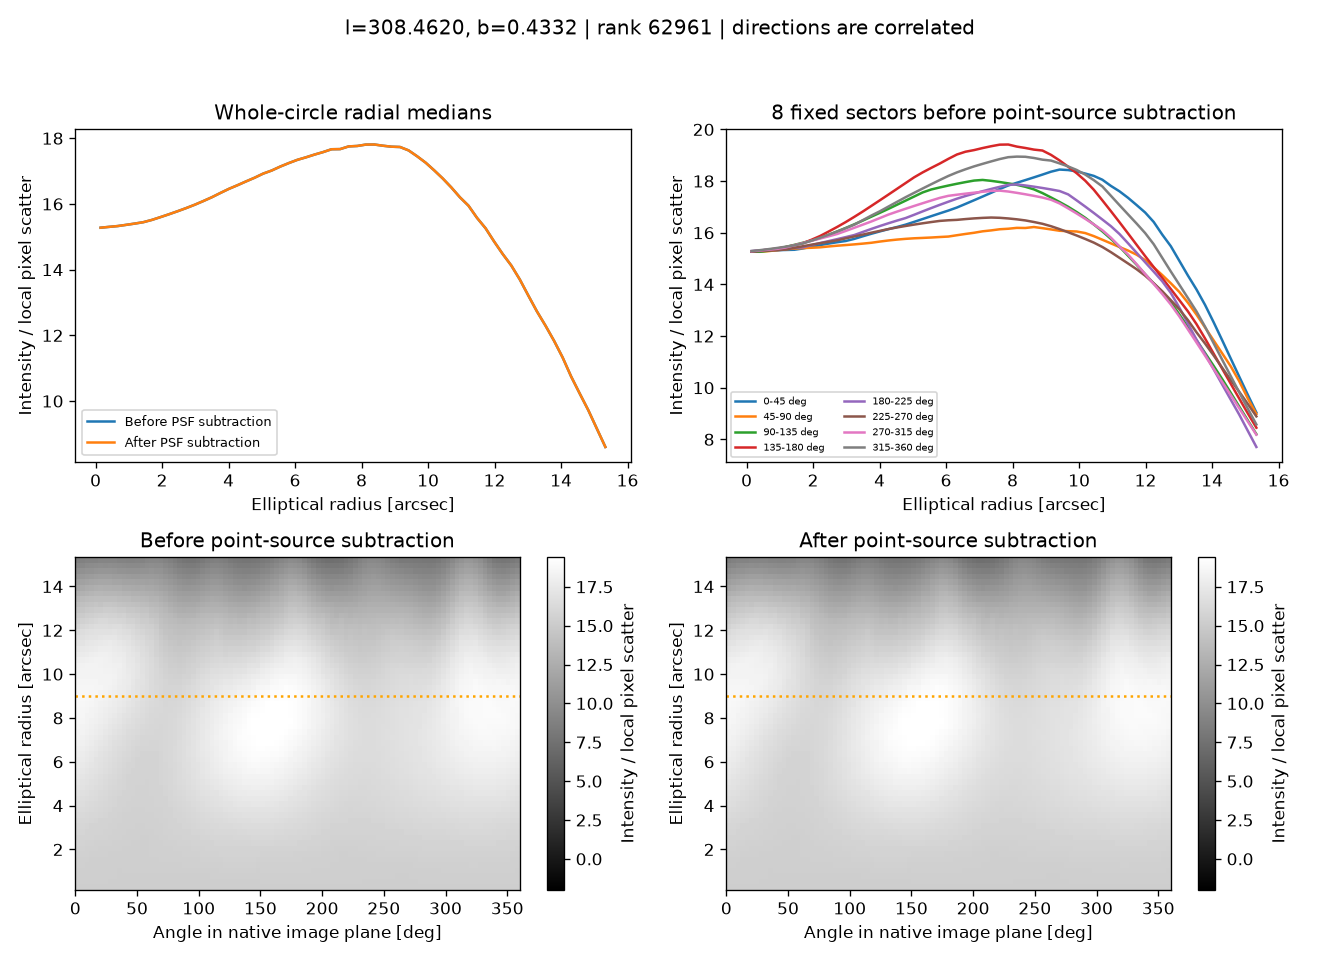 l=308.4620, b=0.4332 | rank 62961 | directions are correlated
Whole-circle radial medians
18
16
14
12
10
Intensity / local pixel scatter
Before PSF subtraction
After PSF subtraction
0 2 4 6 8 10 12 14 16
Elliptical radius [arcsec]
8 fixed sectors before point-source subtraction
20
18
16
14
12
10
8
Intensity / local pixel scatter
0-45 deg
45-90 deg
90-135 deg
135-180 deg
180-225 deg
225-270 deg
270-315 deg
315-360 deg
0 2 4 6 8 10 12 14 16
Elliptical radius [arcsec]
Before point-source subtraction
14
12
10
8
6
4
2
Elliptical radius [arcsec]
0 50 100 150 200 250 300 350
Angle in native image plane [deg]
17.5
15.0
12.5
10.0
7.5
5.0
2.5
0.0
Intensity / local pixel scatter
After point-source subtraction
14
12
10
8
6
4
2
Elliptical radius [arcsec]
0 50 100 150 200 250 300 350
Angle in native image plane [deg]
17.5
15.0
12.5
10.0
7.5
5.0
2.5
0.0
Intensity / local pixel scatter